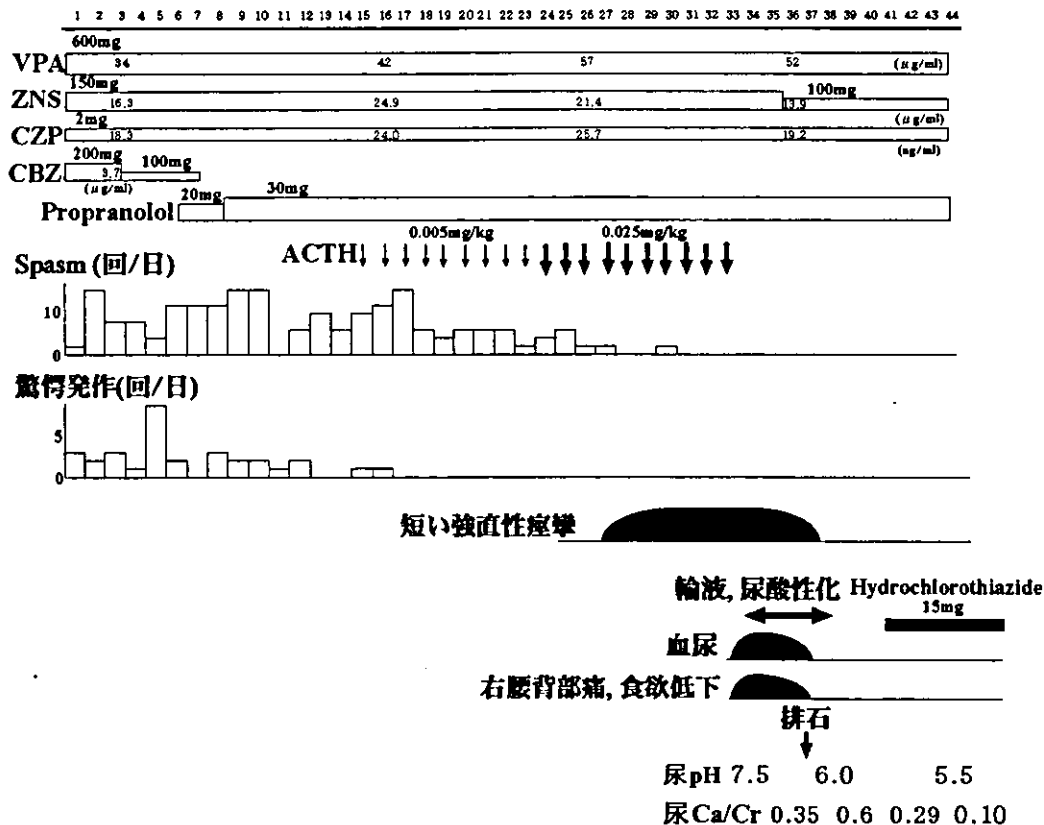 1 2 3 4 5 6 7 8 9 10 11 12 13 14 15 16 17 18 19 20 21 22 23 24 25 26 27 28 29 30 31 32 33 34 35 36 37 38 39 40 41 42 43 44
600mg
VPA 34 42 57 52 (μg/ml)
150mg 100mg
ZNS 16.3 24.9 21.4 13.9
(μg/ml)
2mg
CZP 18.3 24.0 25.7 19.2
(ng/ml)
200mg 100mg
CBZ 3.7
(μg/ml)
20mg 30mg
Propranolol
0.005mg/kg 0.025mg/kg
ACTH
Spasm (回/日)
10
0
驚愕発作(回/日)
5
0
短い強直性痙攣
輸液, 尿酸性化 Hydrochlorothiazide
15mg
血尿
右腰背部痛, 食欲低下
排石
尿pH 7.5 6.0 5.5
尿Ca/Cr 0.35 0.6 0.29 0.10